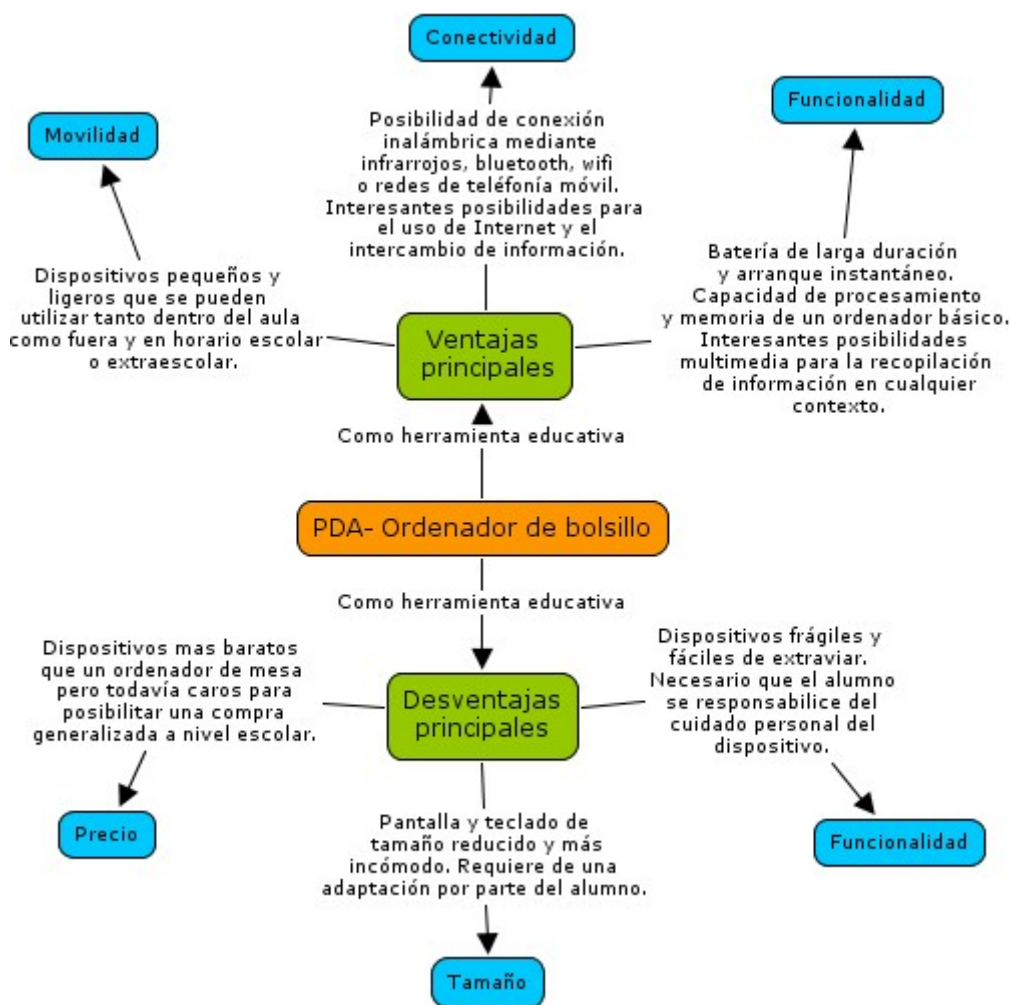 Conectividad
Funcionalidad
Movilidad
Posibilidad de conexión
inalámbrica mediante
infrarrojos, bluetooth, wifi
o redes de teléfonía móvil.
Interesantes posibilidades para
el uso de Internet y el
intercambio de información.
Dispositivos pequeños y
ligeros que se pueden
utilizar tanto dentro del aula
como fuera y en horario escolar
o extraescolar.
Batería de larga duración
y arranque instantáneo.
Capacidad de procesamiento
y memoria de un ordenador básico.
Interesantes posibilidades
multimedia para la recopilación
de información en cualquier
contexto.
Ventajas
principales
Como herramienta educativa
PDA- Ordenador de bolsillo
Como herramienta educativa
Dispositivos mas baratos
que un ordenador de mesa
pero todavía caros para
posibilitar una compra
generalizada a nivel escolar.
Desventajas
principales
Dispositivos frágiles y
fáciles de extraviar.
Necesario que el alumno
se responsabilice del
cuidado personal del
dispositivo.
Precio
Pantalla y teclado de
tamaño reducido y más
incómodo. Requiere de una
adaptación por parte del alumno.
Funcionalidad
Tamaño